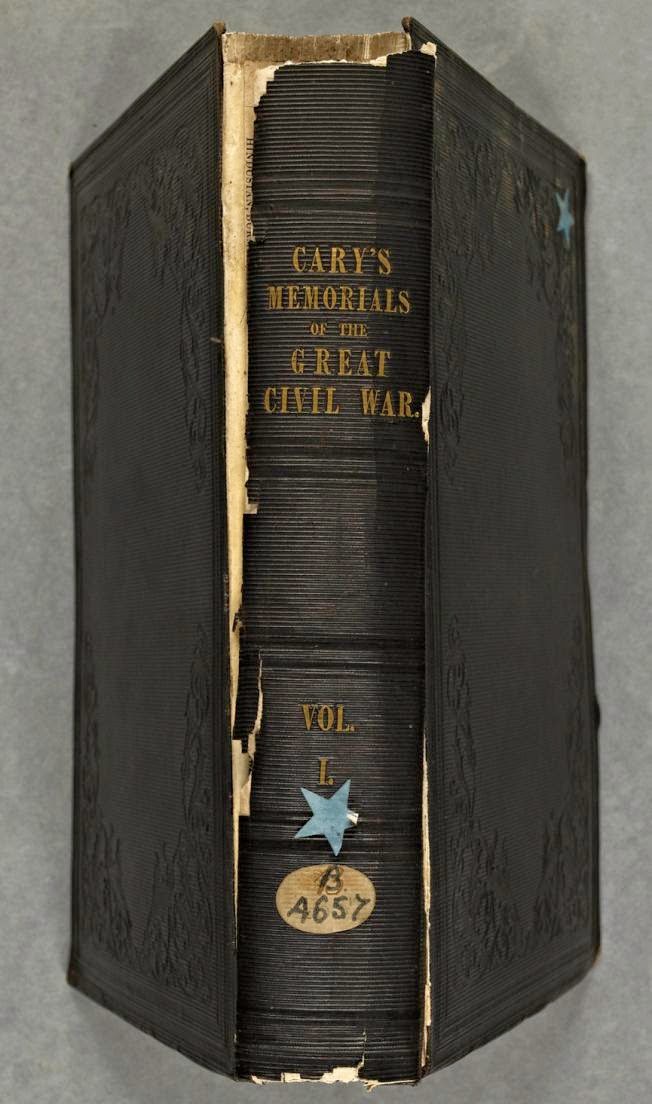 CARY'S
MEMORIALS
OF THE
GREAT
CIVIL WAR.
VOL.
I.
B
A657